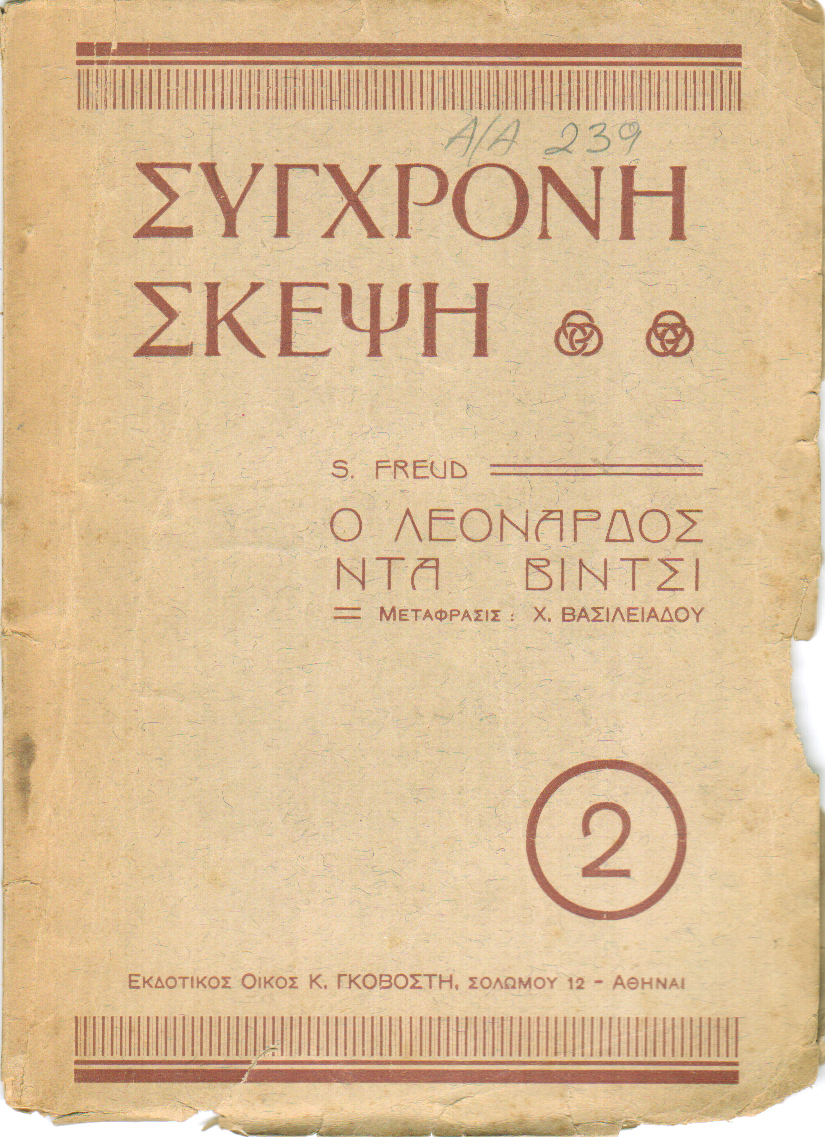 A/A 239
ΣΥΓΧΡΟΝΗ
ΣΚΕΨΗ
S. FREUD
Ο ΛΕΟΝΑΡΔΟΣ
ΝΤΑ ΒΙΝΤΣΙ
= ΜΕΤΑΦΡΑΣΙΣ : Χ. ΒΑΣΙΛΕΙΑΔΟΥ
2
ΕΚΔΟΤΙΚΟΣ ΟΙΚΟΣ Κ. ΓΚΟΒΟΣΤΗ, ΣΟΛΩΜΟΥ 12 - ΑΘΗΝΑΙ